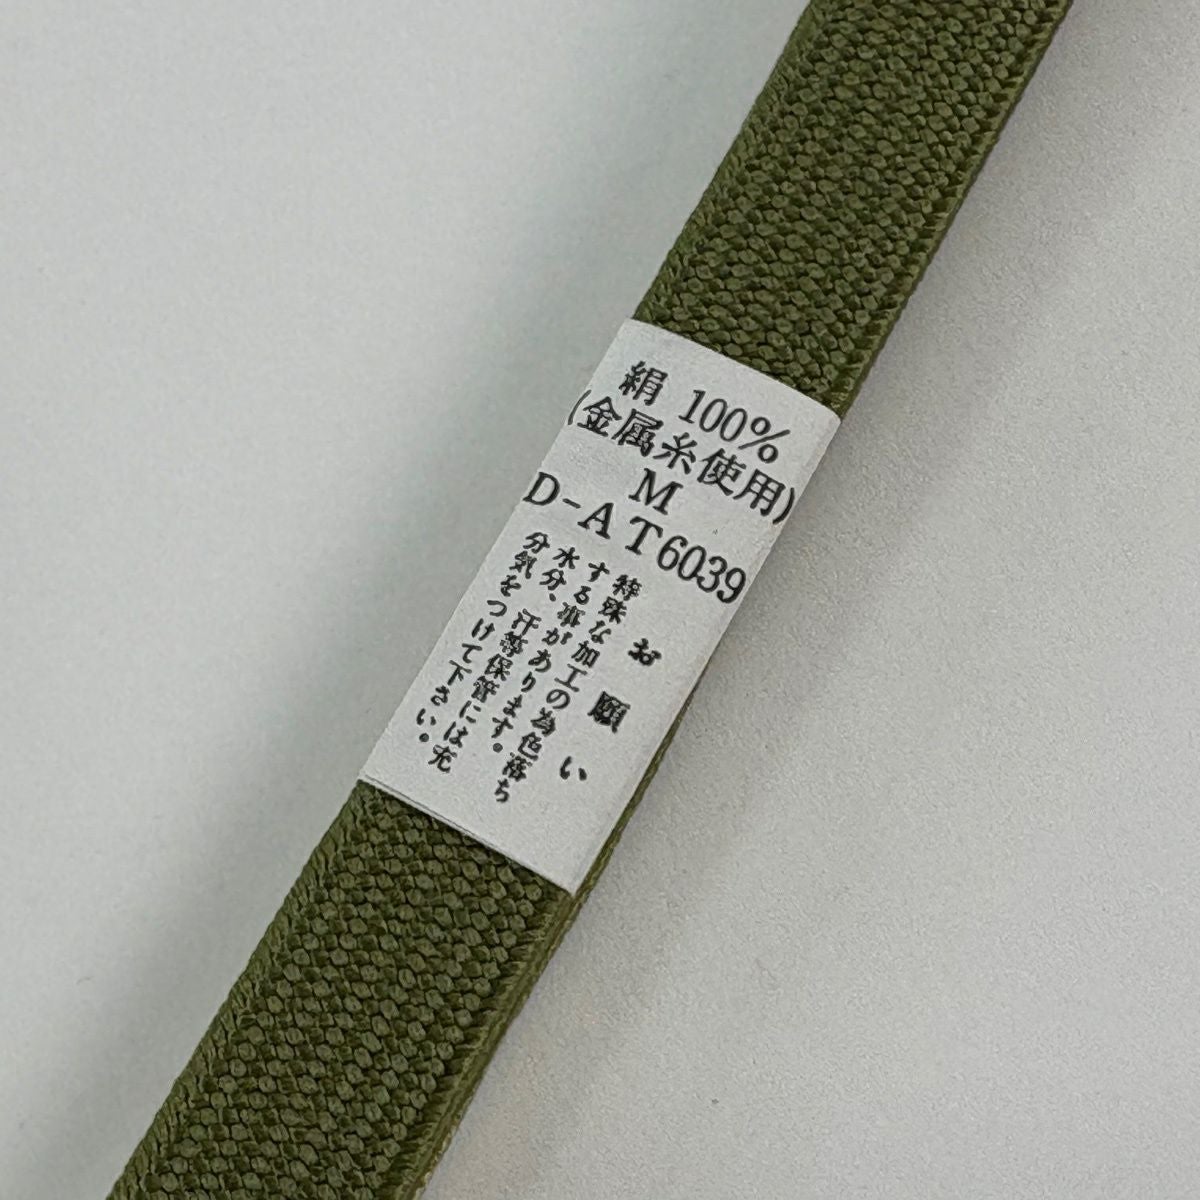 絹 100%
(金属糸使用)
M
D-AT6039
お願い
特殊な加工の為色落ち
する事があります。
水分、汗等保管には充
分気をつけて下さい。